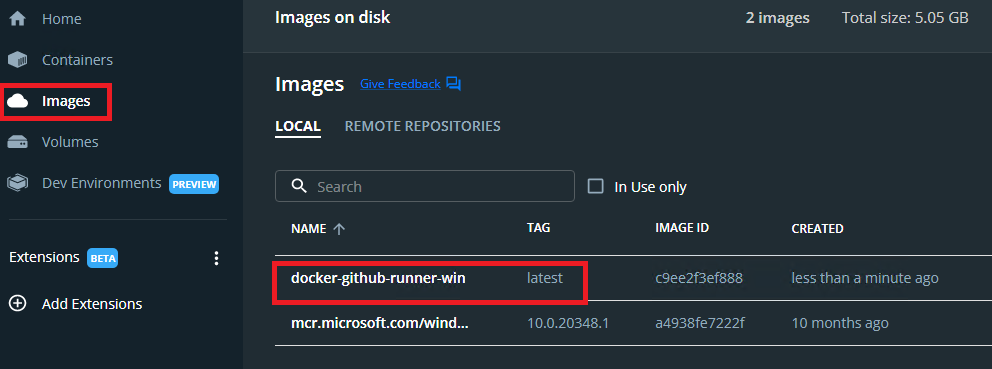 Home
Containers
Images
Volumes
Dev Environments PREVIEW
Extensions BETA
Add Extensions
Images on disk 2 images Total size: 5.05 GB
Images Give Feedback
LOCAL REMOTE REPOSITORIES
Search In Use only
NAME TAG IMAGE ID CREATED
docker-github-runner-win latest c9ee2f3ef888 less than a minute ago
mcr.microsoft.com/wind... 10.0.20348.1 a4938fe7222f 10 months ago